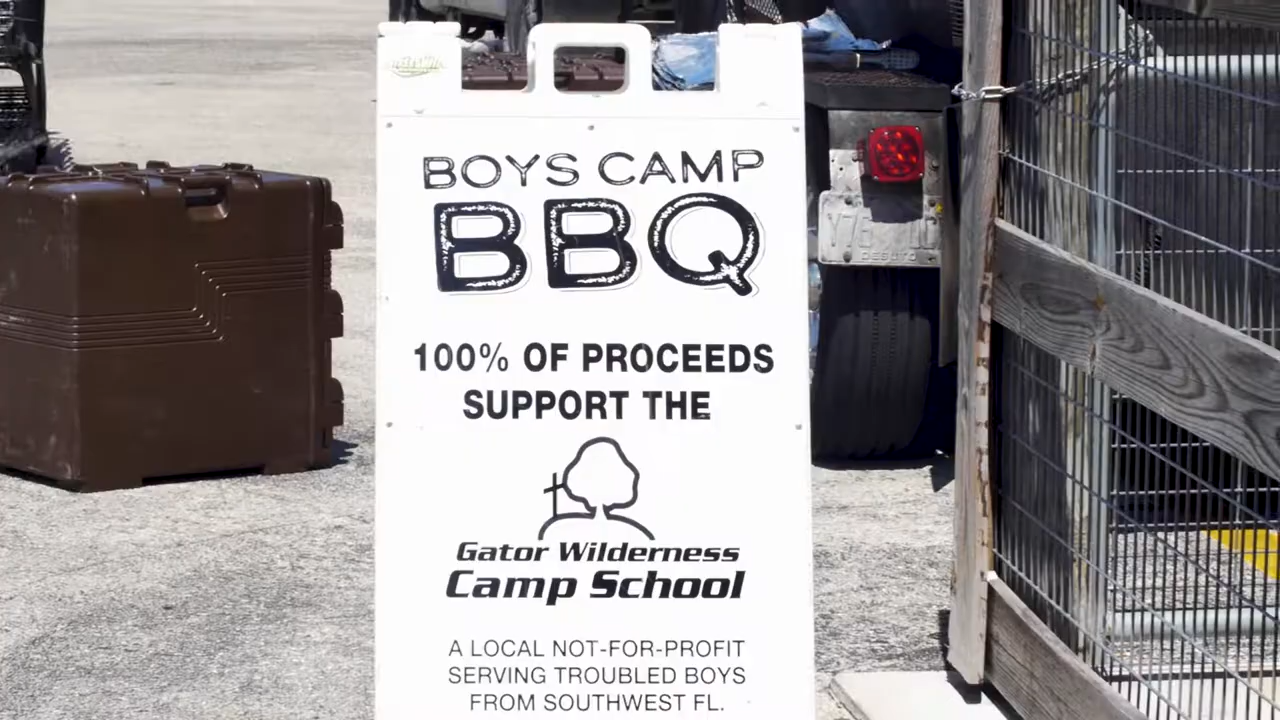 BOYS CAMP
BBQ
100% OF PROCEEDS
SUPPORT THE
Gator Wilderness
Camp School
A LOCAL NOT-FOR-PROFIT
SERVING TROUBLED BOYS
FROM SOUTHWEST FL.
DESOTO